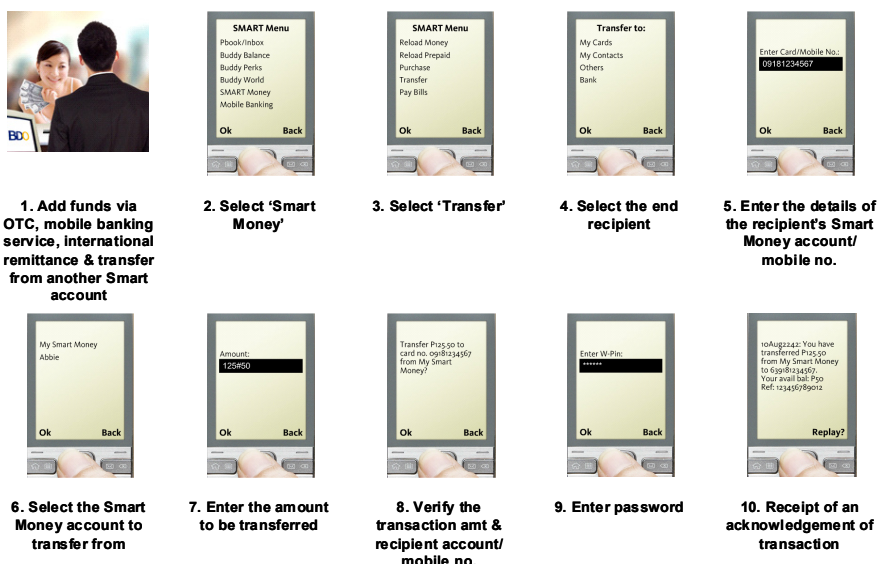 BDO
SMART Menu
Pbook/Inbox
Buddy Balance
Buddy Perks
Buddy World
SMART Money
Mobile Banking
Ok Back
SMART Menu
Reload Money
Reload Prepaid
Purchase
Transfer
Pay Bills
Ok Back
Transfer to:
My Cards
My Contacts
Others
Bank
Ok Back
Enter Card/Mobile No.:
09181234567
Ok Back
1. Add funds via
OTC, mobile banking
service, international
remittance & transfer
from another Smart
account
2. Select ‘Smart
Money’
3. Select ‘Transfer’
4. Select the end
recipient
5. Enter the details of
the recipient’s Smart
Money account/
mobile no.
My Smart Money
Abbie
Ok Back
Amount:
125#50
Ok Back
Transfer P125.50 to
card no. 09181234567
from My Smart
Money?
Ok Back
Enter W-Pin:
******
Ok Back
10Aug2242: You have
transferred P125.50
from My Smart Money
to 639181234567.
Your avail bal: P50
Ref: 123456789012
Replay?
6. Select the Smart
Money account to
transfer from
7. Enter the amount
to be transferred
8. Verify the
transaction amt &
recipient account/
mobile no
9. Enter password
10. Receipt of an
acknowledgement of
transaction